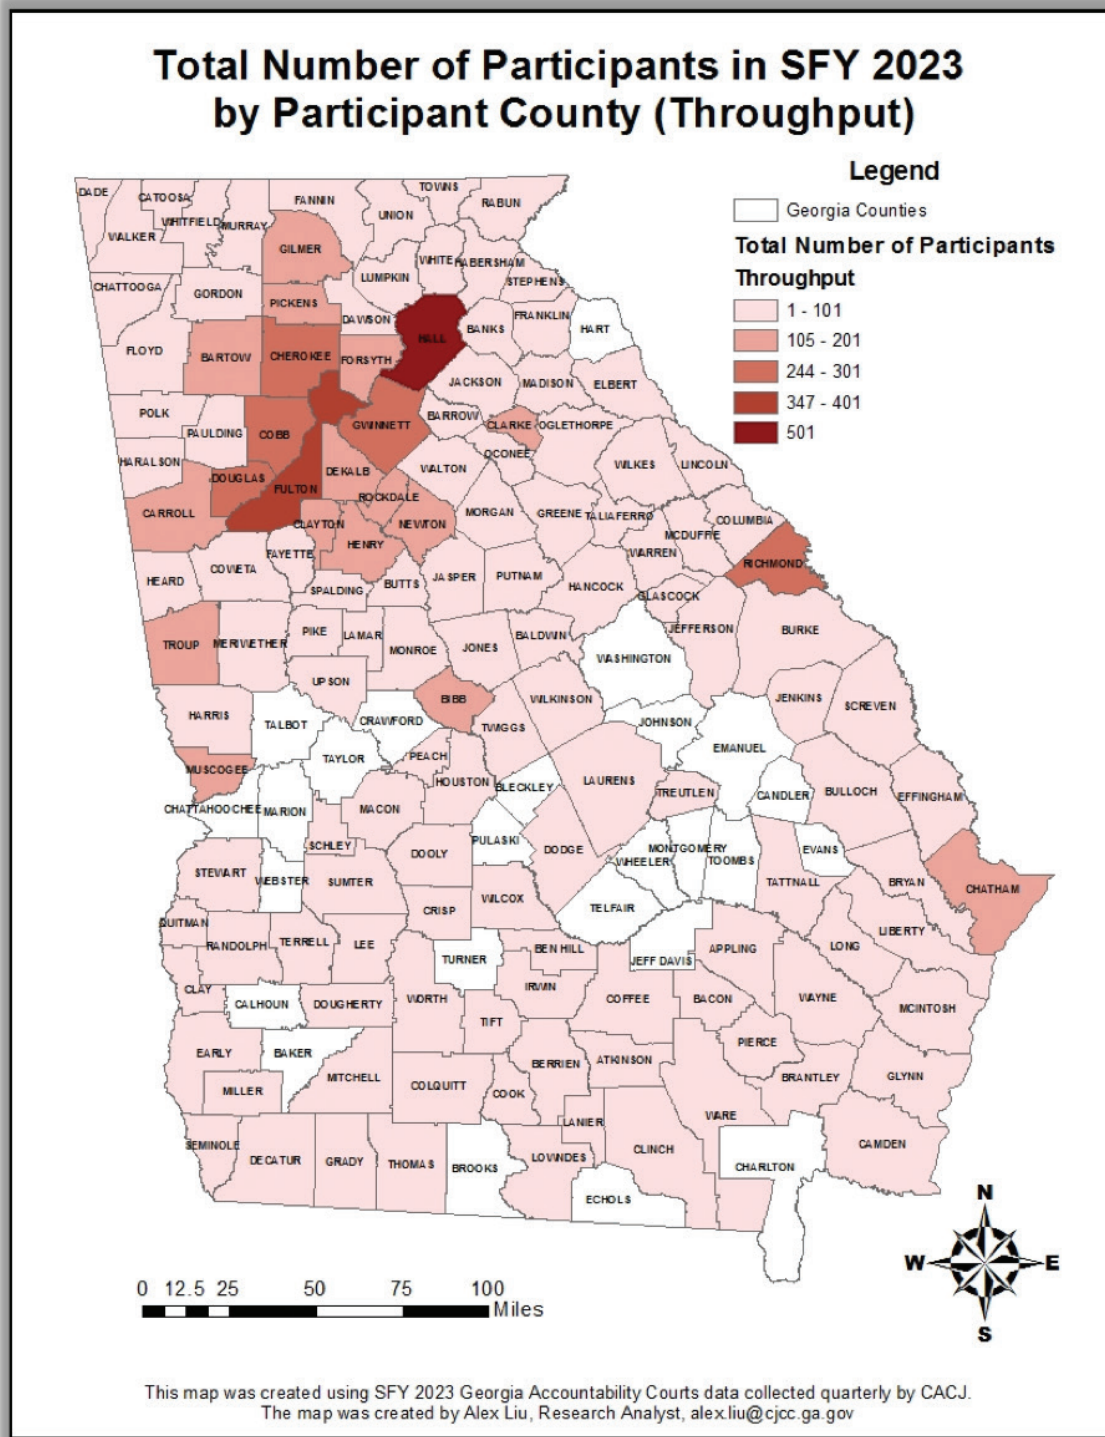 Total Number of Participants in SFY 2023
by Participant County (Throughput)
Legend
Georgia Counties
Total Number of Participants
Throughput
1 - 101
105 - 201
244 - 301
347 - 401
501
DADE
CATOOSA
WHITFIELD
MURRAY
FANNIN
UNION
TOWNS
RABUN
WALKER
GILMER
LUMPKIN
WHITE
HABERSHAM
STEPHENS
CHATTOOGA
GORDON
PICKENS
DAWSON
HALL
BANKS
FRANKLIN
HART
FLOYD
BARTOW
CHEROKEE
FORSYTH
JACKSON
MADISON
ELBERT
POLK
PAULDING
COBB
GWINNETT
BARROW
CLARKE
OGLETHORPE
OCONEE
HARALSON
DOUGLAS
FULTON
DEKALB
ROCKDALE
WALTON
WILKES
LINCOLN
CARROLL
CLAYTON
HENRY
NEWTON
MORGAN
GREENE
TALIAFERRO
MCDUFFIE
COLUMBIA
FAYETTE
WARREN
RICHMOND
HEARD
COWETA
SPALDING
BUTTS
JASPER
PUTNAM
HANCOCK
GLASCOCK
TROUP
MERIWETHER
PIKE
LAMAR
MONROE
JONES
BALDWIN
WASHINGTON
JEFFERSON
BURKE
UPSON
BIBB
WILKINSON
JENKINS
SCREVEN
HARRIS
TALBOT
CRAWFORD
TWIGGS
JOHNSON
EMANUEL
MUSCOGEE
TAYLOR
PEACH
HOUSTON
BLECKLEY
LAURENS
TREUTLEN
CANDLER
BULLOCH
EFFINGHAM
CHATTAHOOCHEE
MARION
MACON
SCHLEY
DOOLY
PULASKI
DODGE
WHEELER
MONTGOMERY
TOOMBS
EVANS
STEWART
WEBSTER
SUMTER
CRISP
WILCOX
TELFAIR
TATTNALL
BRYAN
CHATHAM
QUITMAN
RANDOLPH
TERRELL
LEE
TURNER
BEN HILL
JEFF DAVIS
APPLING
LONG
LIBERTY
CLAY
CALHOUN
DOUGHERTY
WORTH
TIFT
IRWIN
COFFEE
BACON
WAYNE
MCINTOSH
EARLY
BAKER
MITCHELL
COLQUITT
BERRIEN
ATKINSON
PIERCE
BRANTLEY
GLYNN
MILLER
COOK
LANIER
WARE
CLINCH
CAMDEN
SEMINOLE
DECATUR
GRADY
THOMAS
BROOKS
LOWNDES
ECHOLS
CHARLTON
N
W
E
S
0 12.5 25 50 75 100
Miles
This map was created using SFY 2023 Georgia Accountability Courts data collected quarterly by CACJ.
The map was created by Alex Liu, Research Analyst, alex.liu@cjcc.ga.gov